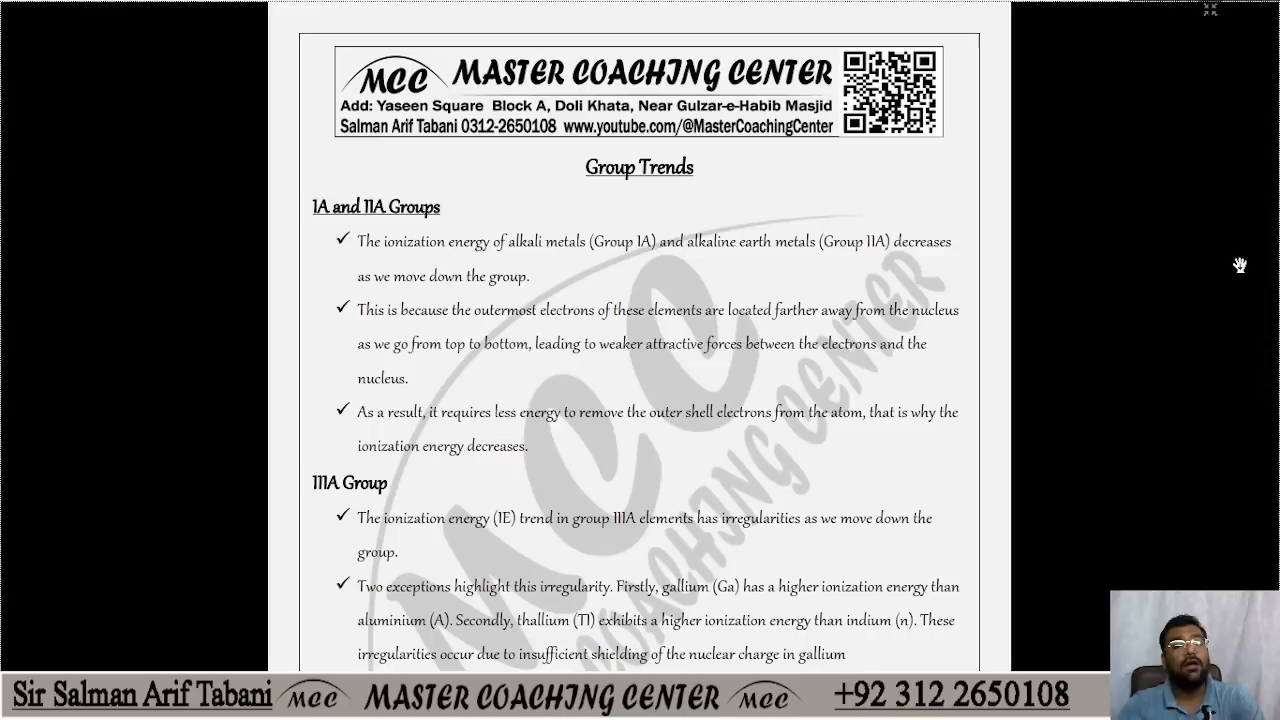 MCC MASTER COACHING CENTER
Add: Yaseen Square Block A, Doli Khata, Near Gulzar-e-Habib Masjid
Salman Arif Tabani 0312-2650108 www.youtube.com/@MasterCoachingCenter
Group Trends
IA and IIA Groups
✓ The ionization energy of alkali metals (Group IA) and alkaline earth metals (Group IIA) decreases
as we move down the group.
✓ This is because the outermost electrons of these elements are located farther away from the nucleus
as we go from top to bottom, leading to weaker attractive forces between the electrons and the
nucleus.
✓ As a result, it requires less energy to remove the outer shell electrons from the atom, that is why the
ionization energy decreases.
IIIA Group
✓ The ionization energy (IE) trend in group IIIA elements has irregularities as we move down the
group.
✓ Two exceptions highlight this irregularity. Firstly, gallium (Ga) has a higher ionization energy than
aluminium (A). Secondly, thallium (TI) exhibits a higher ionization energy than indium (n). These
irregularities occur due to insufficient shielding of the nuclear charge in gallium
MCC
COACHING CENTER
Sir Salman Arif Tabani MCC MASTER COACHING CENTER MCC +92 312 2650108